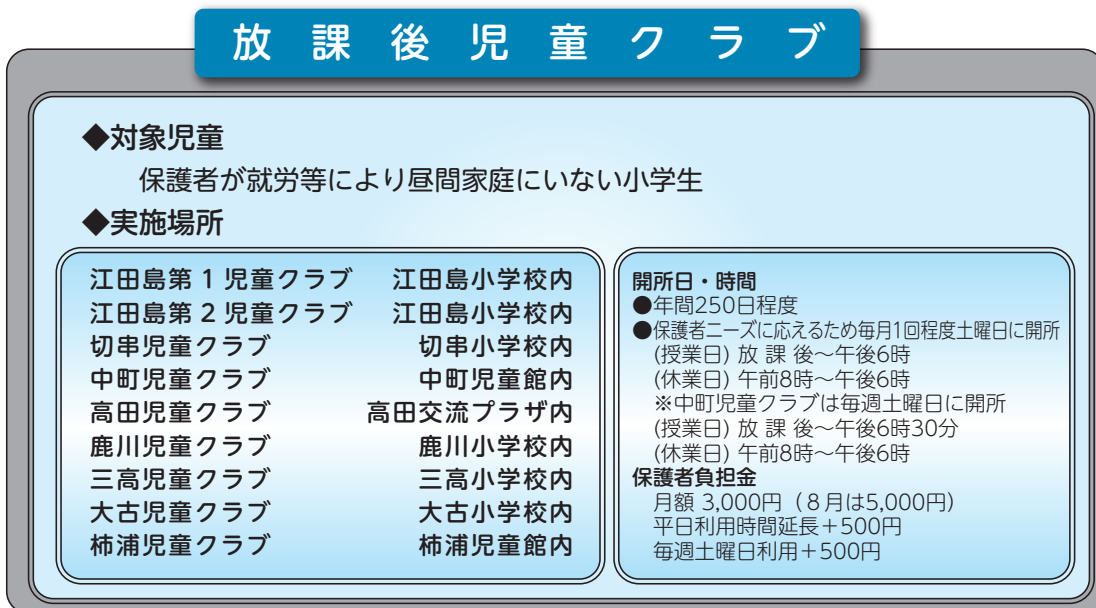 放課後児童クラブ
◆対象児童
保護者が就労等により昼間家庭にいない小学生
◆実施場所
江田島第1児童クラブ 江田島小学校内
江田島第2児童クラブ 江田島小学校内
切串児童クラブ 切串小学校内
中町児童クラブ 中町児童館内
高田児童クラブ 高田交流プラザ内
鹿川児童クラブ 鹿川小学校内
三高児童クラブ 三高小学校内
大古児童クラブ 大古小学校内
柿浦児童クラブ 柿浦児童館内
開所日・時間
●年間250日程度
●保護者ニーズに応えるため毎月1回程度土曜日に開所
(授業日) 放 課 後～午後6時
(休業日) 午前8時～午後6時
※中町児童クラブは毎週土曜日に開所
(授業日) 放 課 後～午後6時30分
(休業日) 午前8時～午後6時
保護者負担金
月額 3,000円（8月は5,000円）
平日利用時間延長＋500円
毎週土曜日利用＋500円